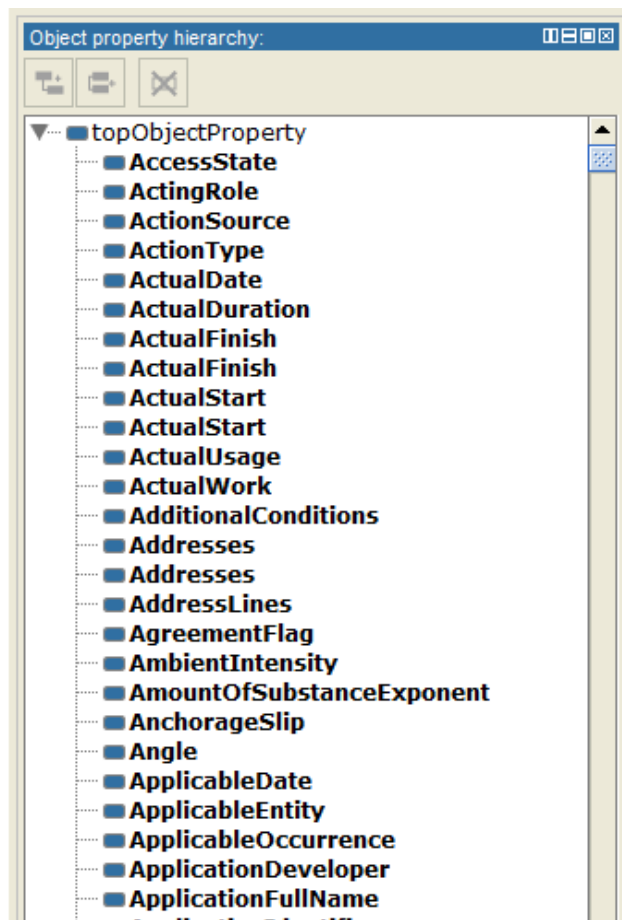 Object property hierarchy:
topObjectProperty
AccessState
ActingRole
ActionSource
ActionType
ActualDate
ActualDuration
ActualFinish
ActualFinish
ActualStart
ActualStart
ActualUsage
ActualWork
AdditionalConditions
Addresses
Addresses
AddressLines
AgreementFlag
AmbientIntensity
AmountOfSubstanceExponent
AnchorageSlip
Angle
ApplicableDate
ApplicableEntity
ApplicableOccurrence
ApplicationDeveloper
ApplicationFullName